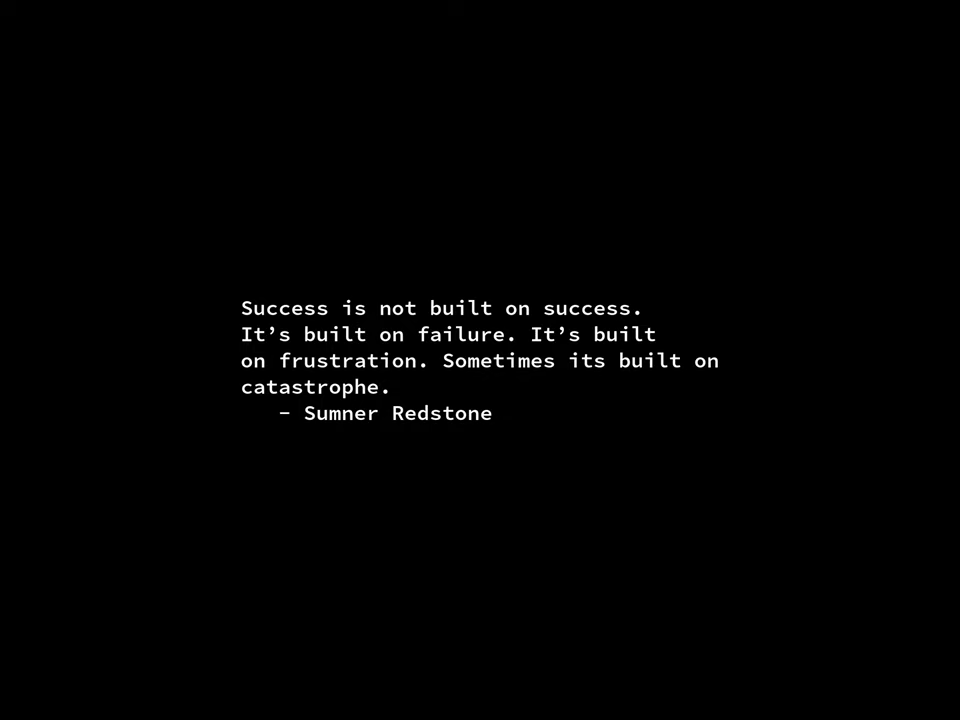 Success is not built on success.
It’s built on failure. It’s built
on frustration. Sometimes its built on
catastrophe.
– Sumner Redstone